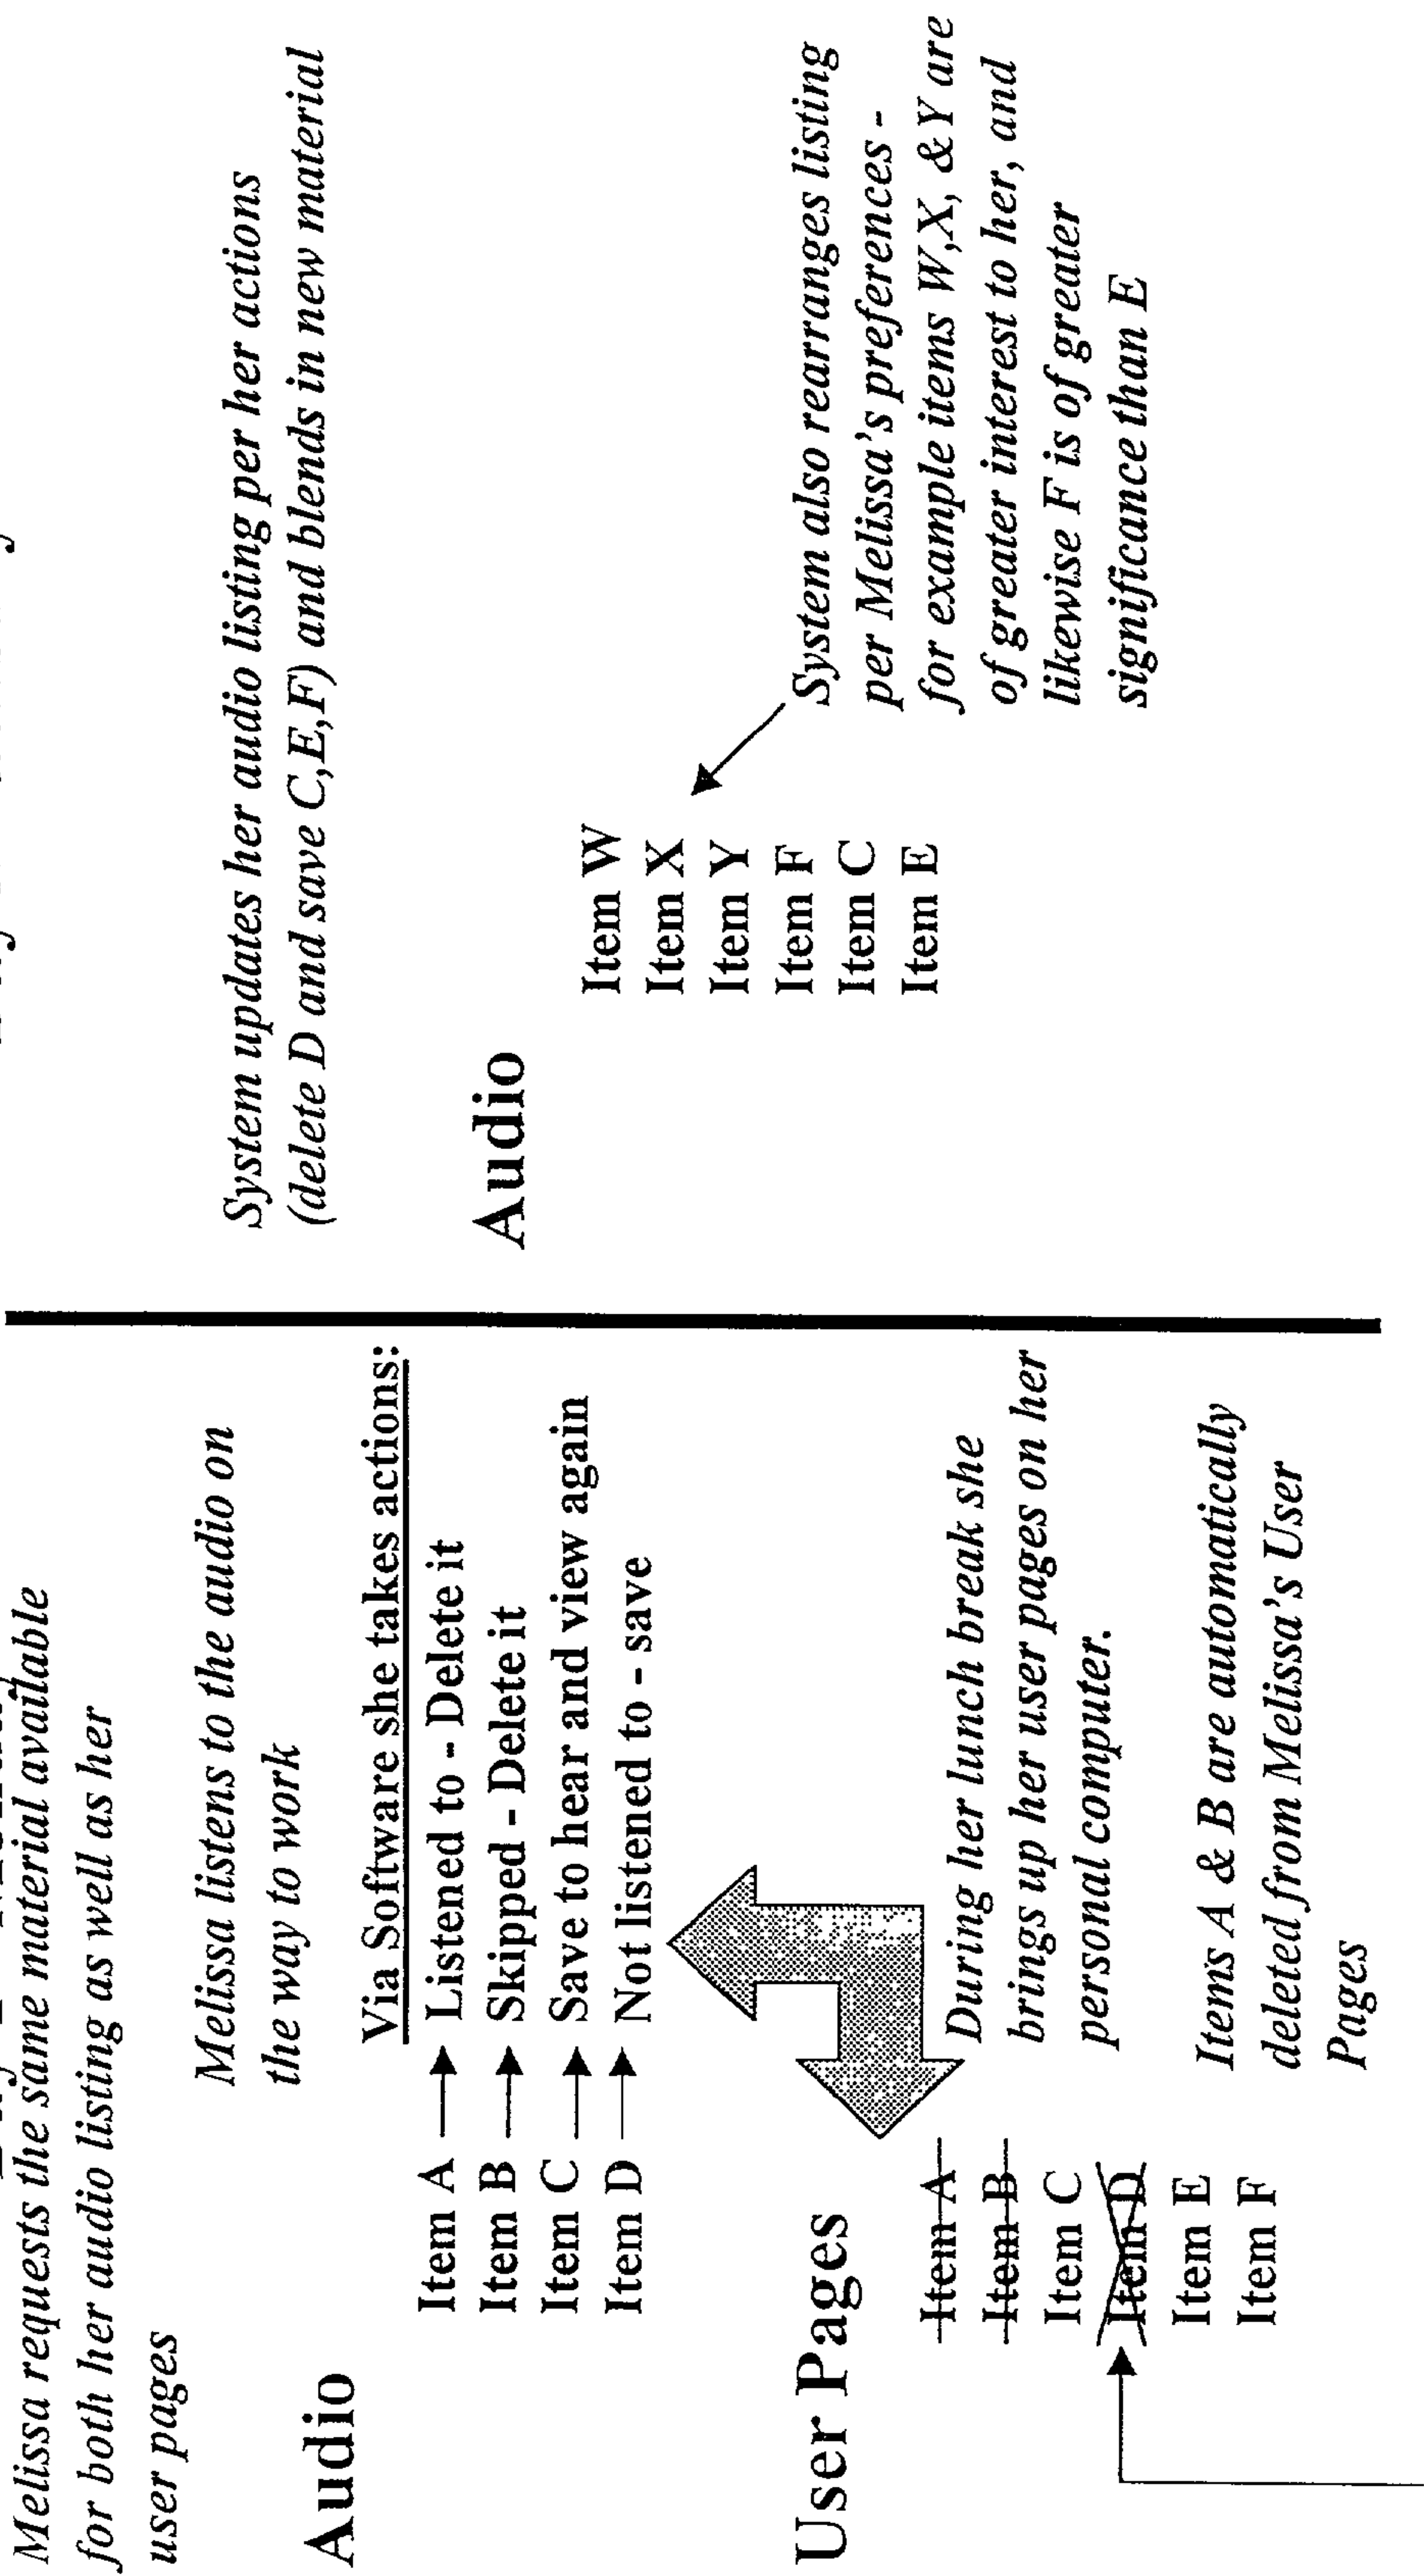 Melissa requests the same material available
for both her audio listing as well as her
user pages
Audio
Melissa listens to the audio on
the way to work
Via Software she takes actions:
Item A Listened to - Delete it
Item B Skipped - Delete it
Item C Save to hear and view again
Item D Not listened to - save
User Pages
During her lunch break she
brings up her user pages on her
personal computer.
Item A
Item B
Item C
Item D
Item E
Item F
Items A & B are automatically
deleted from Melissa's User
Pages
System updates her audio listing per her actions
(delete D and save C,E,F) and blends in new material
Audio
Item W
Item X
Item Y
Item F
Item C
Item E
System also rearranges listing
per Melissa's preferences -
for example items W,X, & Y are
of greater interest to her, and
likewise F is of greater
significance than E